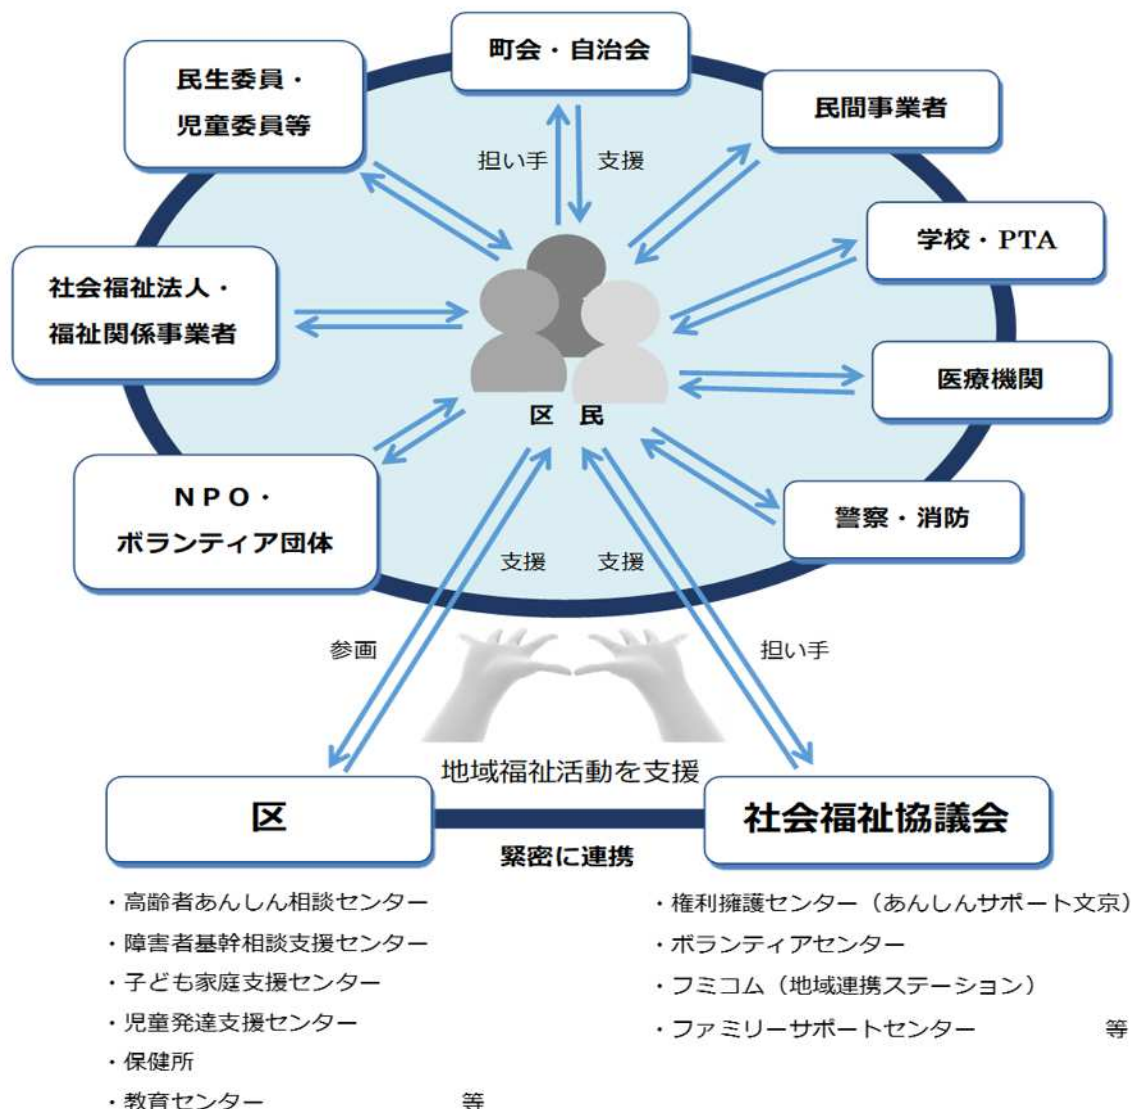 町会・自治会
民生委員・
児童委員等
民間事業者
担い手
支援
学校・PTA
社会福祉法人・
福祉関係事業者
医療機関
区 民
NPO・
ボランティア団体
警察・消防
支援
支援
参画
担い手
地域福祉活動を支援
区
社会福祉協議会
緊密に連携
・高齢者あんしん相談センター
・障害者基幹相談支援センター
・子ども家庭支援センター
・児童発達支援センター
・保健所
・教育センター 等
・権利擁護センター（あんしんサポート文京）
・ボランティアセンター
・フミコム（地域連携ステーション）
・ファミリーサポートセンター 等